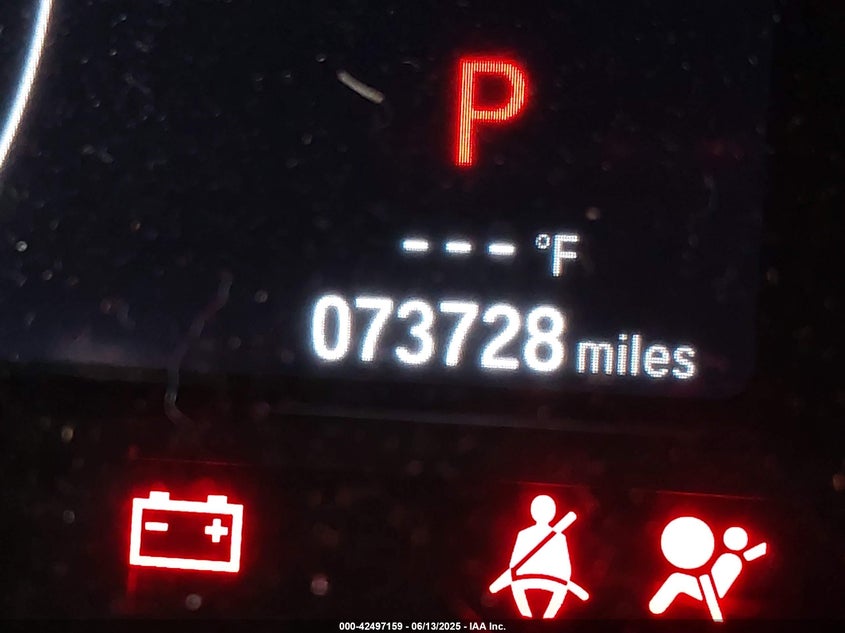 P
--- °F
073728 miles
- +
000-42497159 - 06/13/2025 - IAA Inc.